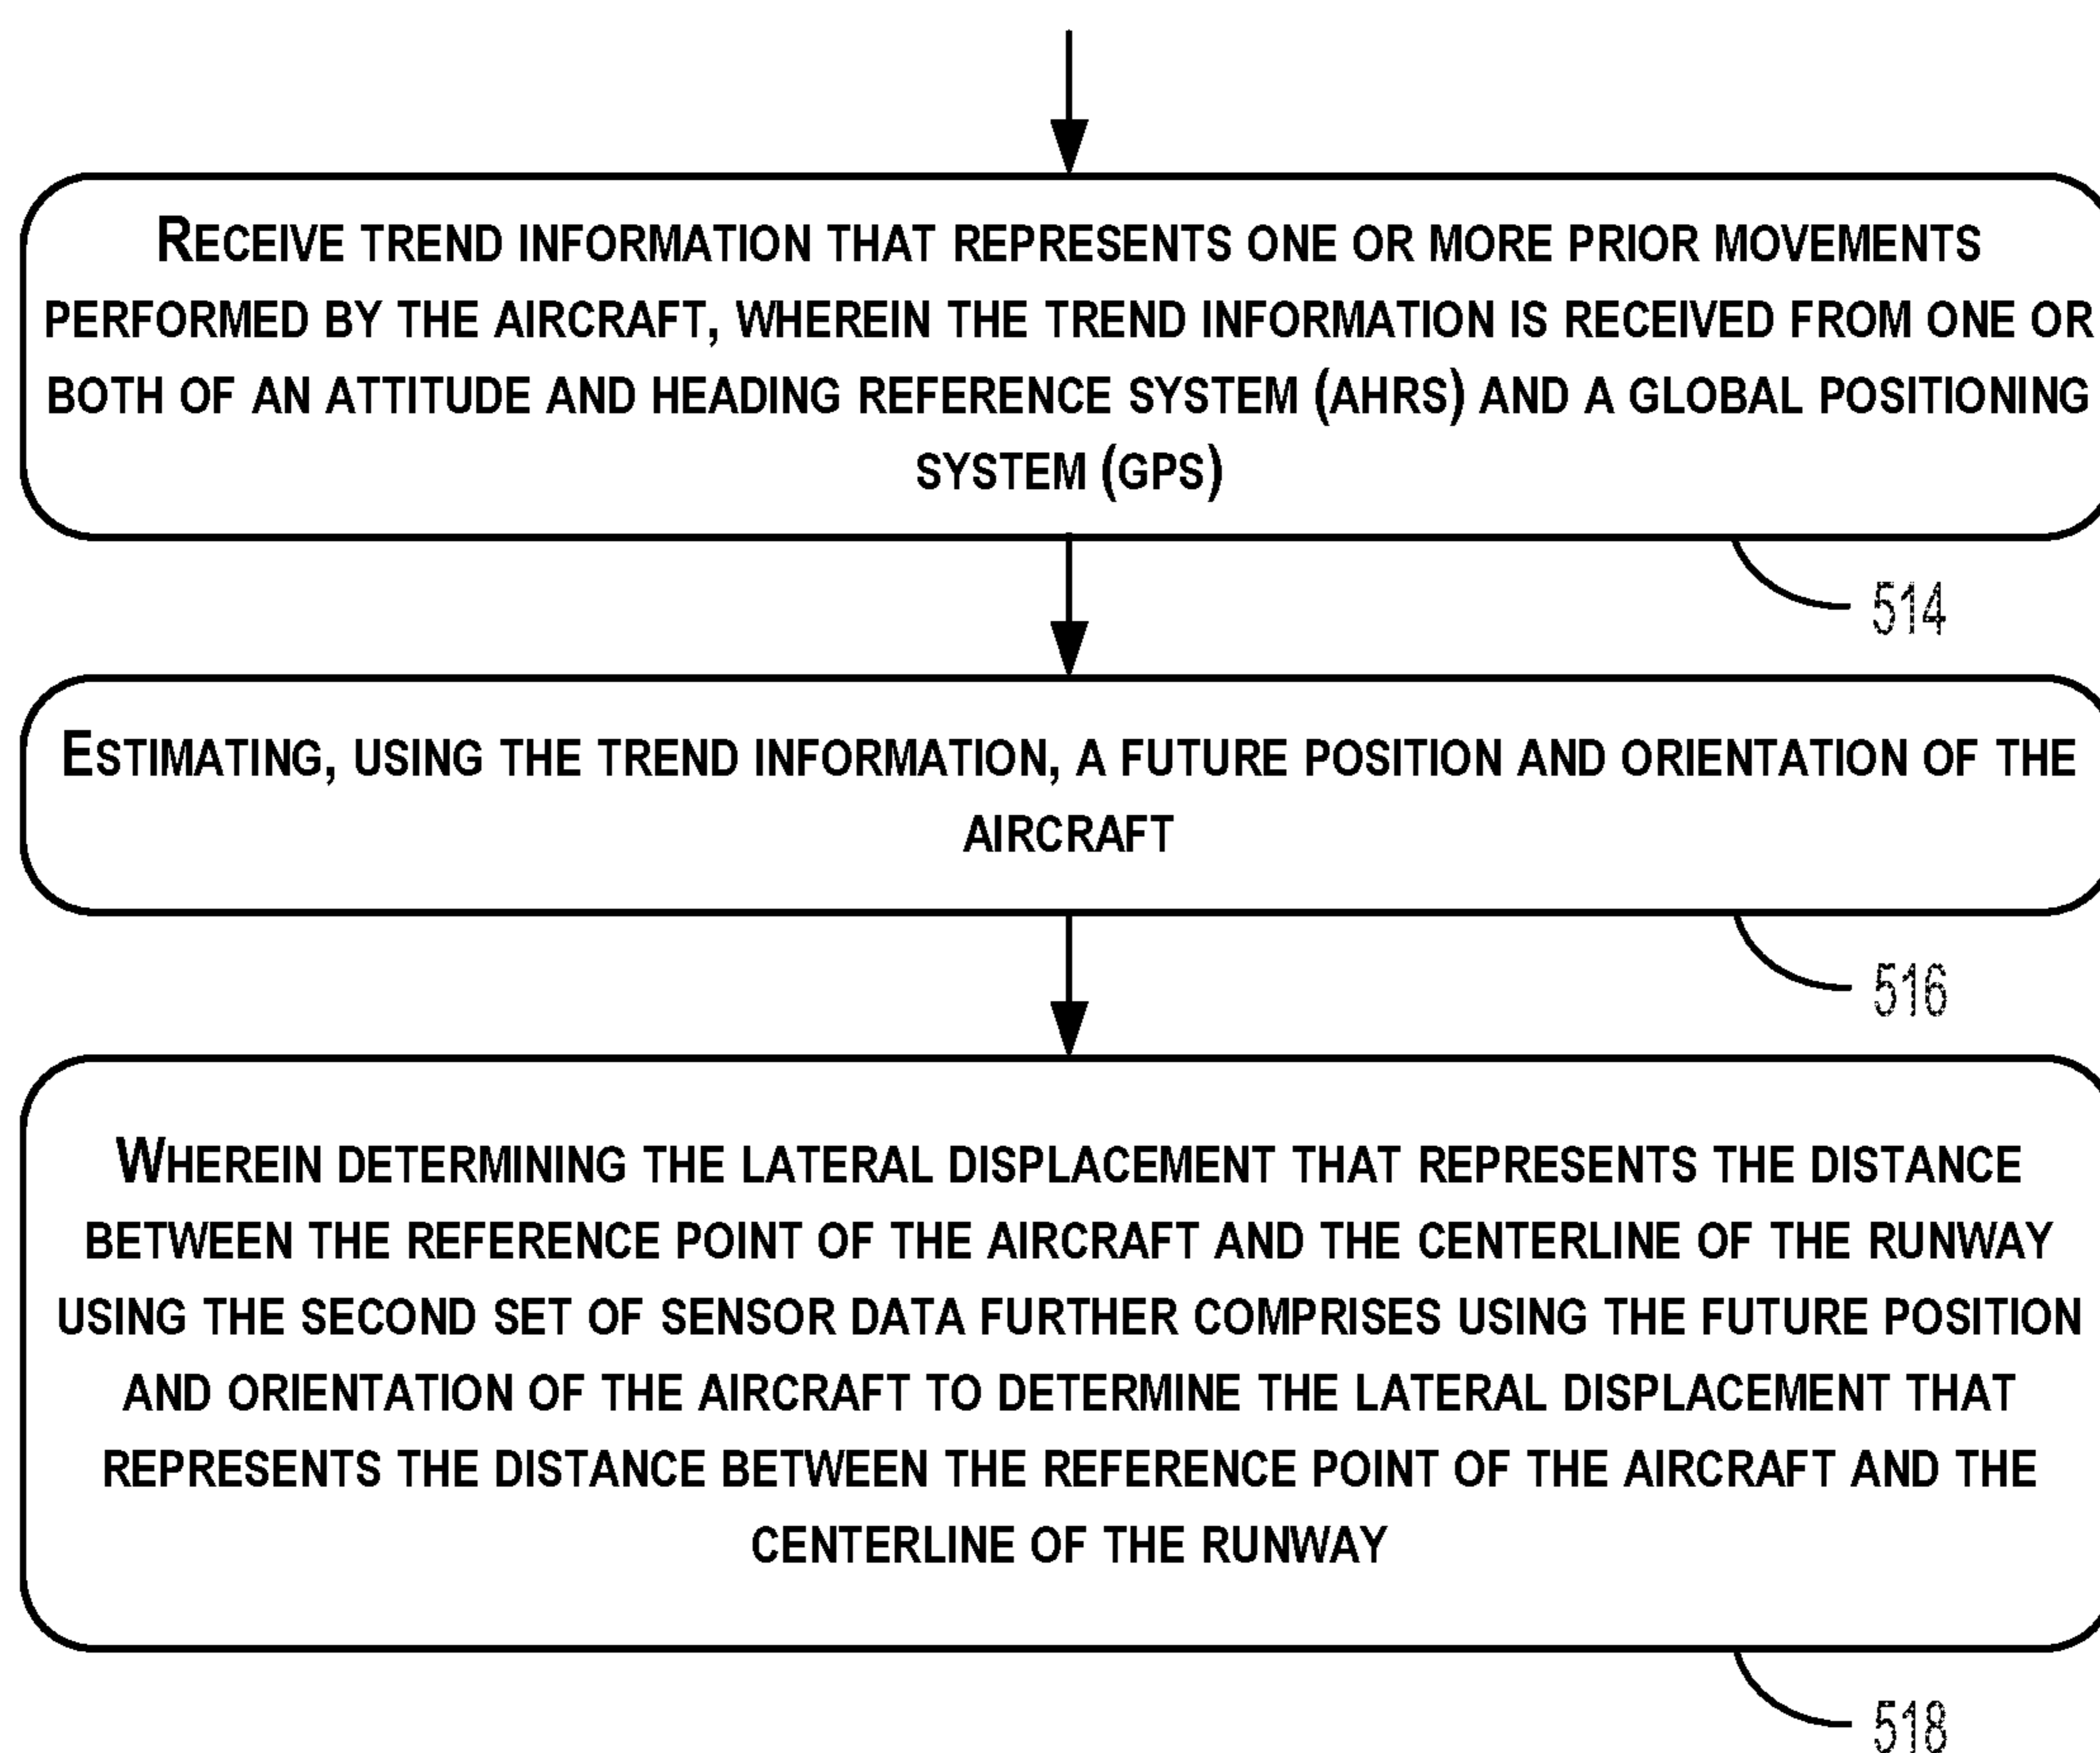 RECEIVE TREND INFORMATION THAT REPRESENTS ONE OR MORE PRIOR MOVEMENTS
PERFORMED BY THE AIRCRAFT, WHEREIN THE TREND INFORMATION IS RECEIVED FROM ONE OR
BOTH OF AN ATTITUDE AND HEADING REFERENCE SYSTEM (AHRS) AND A GLOBAL POSITIONING
SYSTEM (GPS)
514
ESTIMATING, USING THE TREND INFORMATION, A FUTURE POSITION AND ORIENTATION OF THE
AIRCRAFT
516
WHEREIN DETERMINING THE LATERAL DISPLACEMENT THAT REPRESENTS THE DISTANCE
BETWEEN THE REFERENCE POINT OF THE AIRCRAFT AND THE CENTERLINE OF THE RUNWAY
USING THE SECOND SET OF SENSOR DATA FURTHER COMPRISES USING THE FUTURE POSITION
AND ORIENTATION OF THE AIRCRAFT TO DETERMINE THE LATERAL DISPLACEMENT THAT
REPRESENTS THE DISTANCE BETWEEN THE REFERENCE POINT OF THE AIRCRAFT AND THE
CENTERLINE OF THE RUNWAY
518